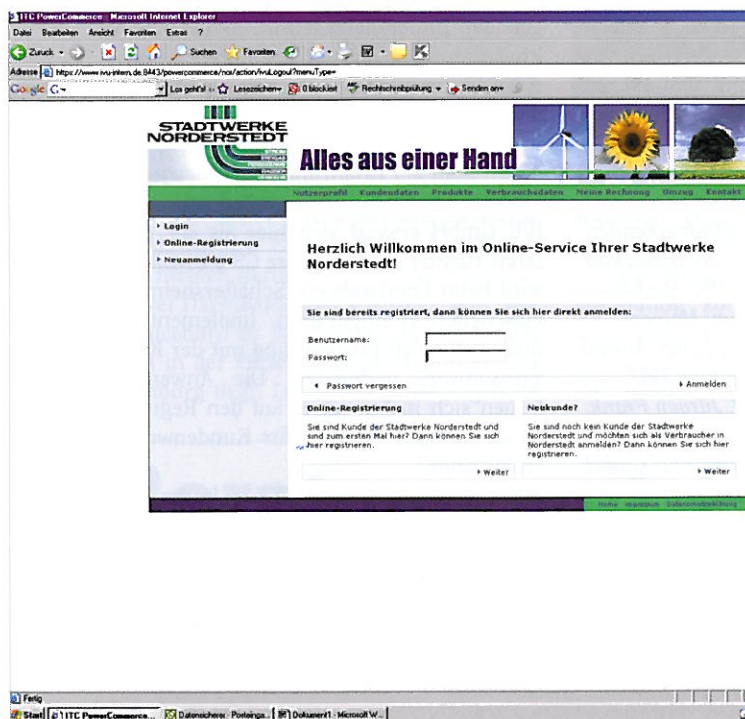 ITC PowerCommerce - Microsoft Internet Explorer
Datei Bearbeiten Ansicht Favoriten Extras ?
Zurück Suchen Favoriten
Adresse https://www.ivu-intern.de:8443/powercommerce/nor/action/ivuLogout?menuType=
Google G Los geht's! Lesezeichen 0 blockiert Rechtschreibprüfung Senden an
STADTWERKE
NORDERSTEDT
Alles aus einer Hand
Nutzerprofil Kundendaten Produkte Verbrauchsdaten Meine Rechnung Umzug Kontakt
Login
Online-Registrierung
Neuanmeldung
Herzlich Willkommen im Online-Service Ihrer Stadtwerke
Norderstedt!
Sie sind bereits registriert, dann können Sie sich hier direkt anmelden:
Benutzername:
Passwort:
Passwort vergessen Anmelden
Online-Registrierung
Sie sind Kunde der Stadtwerke Norderstedt und
sind zum ersten Mal hier? Dann können Sie sich
hier registrieren.
Weiter
Neukunde?
Sie sind noch kein Kunde der Stadtwerke
Norderstedt und möchten sich als Verbraucher in
Norderstedt anmelden? Dann können Sie sich hier
registrieren.
Weiter
Home Impressum Datenschutzerklärung
Fertig
Start ITC PowerCommerce... Datensicherer - Posteinga... Dokument1 - Microsoft W...